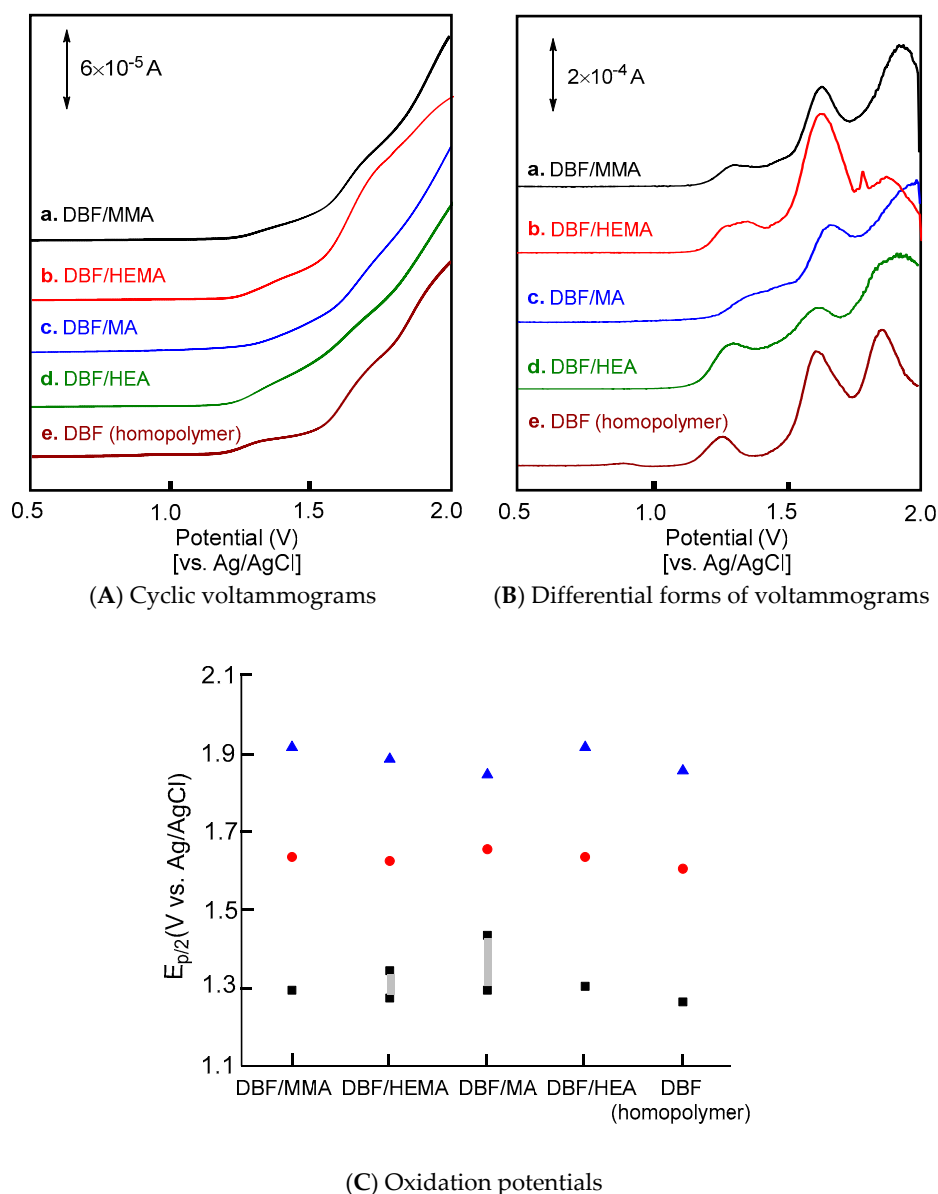 6×10⁻⁵ A
a. DBF/MMA
b. DBF/HEMA
c. DBF/MA
d. DBF/HEA
e. DBF (homopolymer)
0.5 1.0 1.5 2.0
Potential (V)
[vs. Ag/AgCl]
(A) Cyclic voltammograms
2×10⁻⁴ A
a. DBF/MMA
b. DBF/HEMA
c. DBF/MA
d. DBF/HEA
e. DBF (homopolymer)
0.5 1.0 1.5 2.0
Potential (V)
[vs. Ag/AgCl]
(B) Differential forms of voltammograms
2.1
1.9
1.7
1.5
1.3
1.1
Ep/2(V vs. Ag/AgCl)
DBF/MMA DBF/HEMA DBF/MA DBF/HEA DBF
(homopolymer)
(C) Oxidation potentials